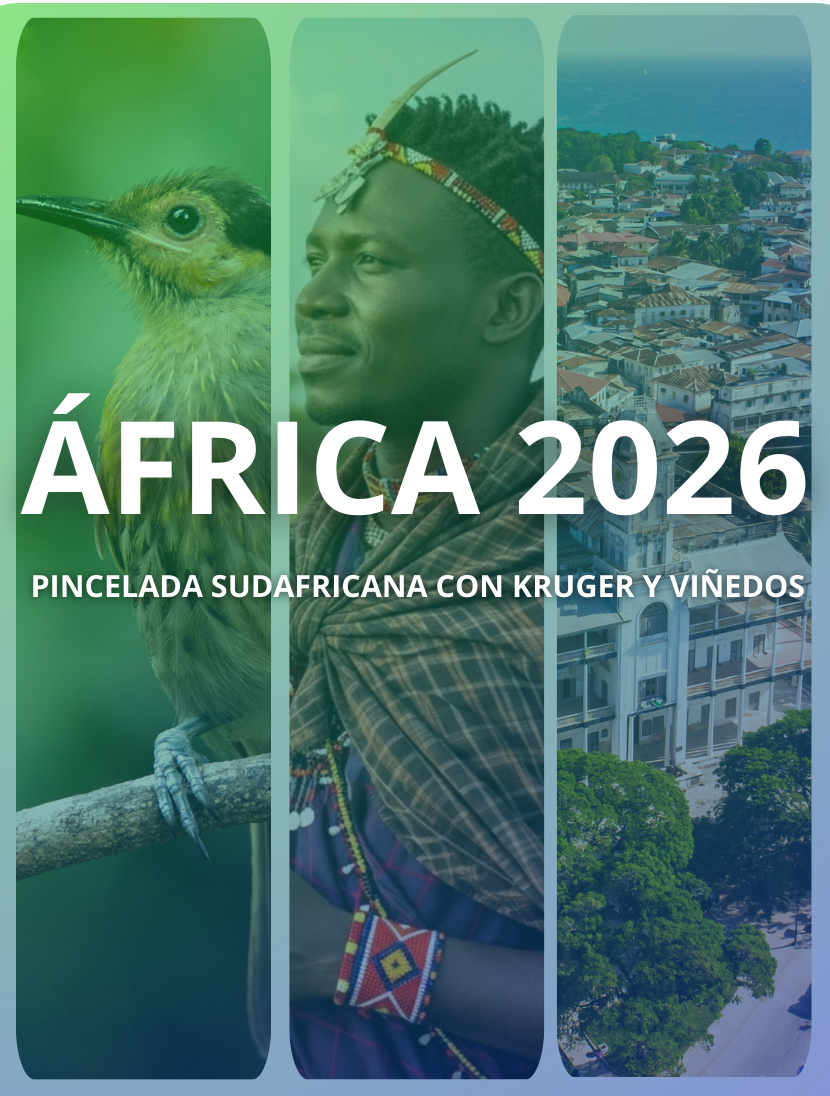 ÁFRICA 2026
PINCELADA SUDAFRICANA CON KRUGER Y VIÑEDOS